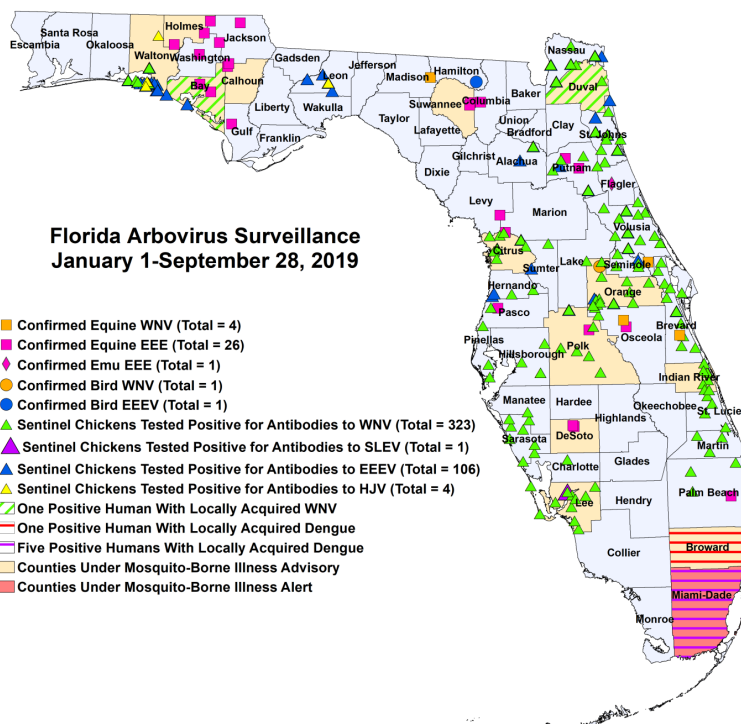 Holmes
Santa Rosa
Escambia
Okaloosa
Walton
Washington
Jackson
Bay
Calhoun
Gulf
Gadsden
Leon
Liberty
Wakulla
Franklin
Jefferson
Madison
Hamilton
Taylor
Suwannee
Columbia
Lafayette
Dixie
Baker
Nassau
Duval
Union
Bradford
Clay
St. Johns
Gilchrist
Alachua
Putnam
Flagler
Levy
Marion
Volusia
Citrus
Sumter
Lake
Seminole
Hernando
Orange
Pasco
Pinellas
Hillsborough
Polk
Osceola
Brevard
Indian River
Manatee
Hardee
Highlands
Okeechobee
St. Lucie
Sarasota
DeSoto
Martin
Charlotte
Glades
Lee
Hendry
Palm Beach
Collier
Broward
Miami-Dade
Monroe
Florida Arbovirus Surveillance
January 1-September 28, 2019
Confirmed Equine WNV (Total = 4)
Confirmed Equine EEE (Total = 26)
Confirmed Emu EEE (Total = 1)
Confirmed Bird WNV (Total = 1)
Confirmed Bird EEEV (Total = 1)
Sentinel Chickens Tested Positive for Antibodies to WNV (Total = 323)
Sentinel Chickens Tested Positive for Antibodies to SLEV (Total = 1)
Sentinel Chickens Tested Positive for Antibodies to EEEV (Total = 106)
Sentinel Chickens Tested Positive for Antibodies to HJV (Total = 4)
One Positive Human With Locally Acquired WNV
One Positive Human With Locally Acquired Dengue
Five Positive Humans With Locally Acquired Dengue
Counties Under Mosquito-Borne Illness Advisory
Counties Under Mosquito-Borne Illness Alert